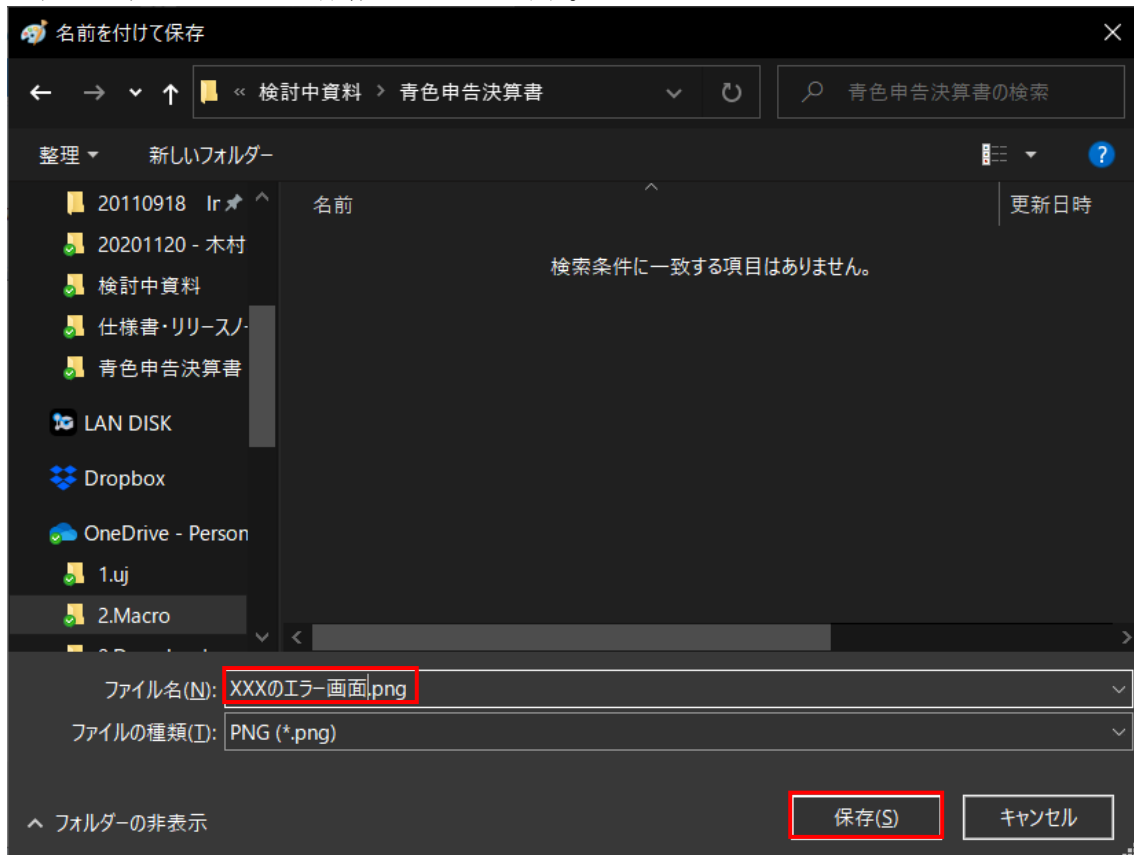 名前を付けて保存
« 検討中資料 > 青色申告決算書
青色申告決算書の検索
整理
新しいフォルダー
名前
更新日時
検索条件に一致する項目はありません。
20110918 Ir
20201120 - 木村
検討中資料
仕様書・リリースノ
青色申告決算書
LAN DISK
Dropbox
OneDrive - Person
1.uj
2.Macro
ファイル名(N): XXXのエラー画面.png
ファイルの種類(T): PNG (*.png)
フォルダーの非表示
保存(S)
キャンセル